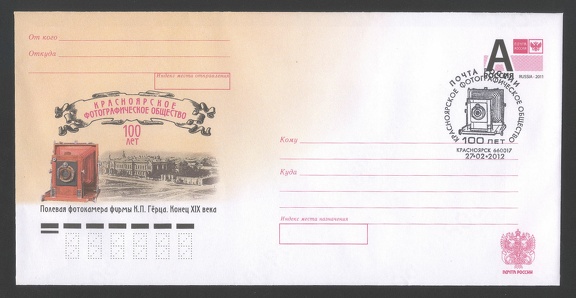 От кого
Откуда
Индекс места отправления
КРАСНОЯРСКОЕ
ФОТОГРАФИЧЕСКОЕ ОБЩЕСТВО
100
ЛЕТ
Полевая фотокамера фирмы К.П. Гёрца. Конец XIX века
A
RUSSIA - 2011
ПОЧТА РОССИИ
КРАСНОЯРСКОЕ ФОТОГРАФИЧЕСКОЕ ОБЩЕСТВО
100 ЛЕТ
КРАСНОЯРСК 660017
27-02-2012
Кому
Куда
Индекс места назначения
ПОЧТА РОССИИ